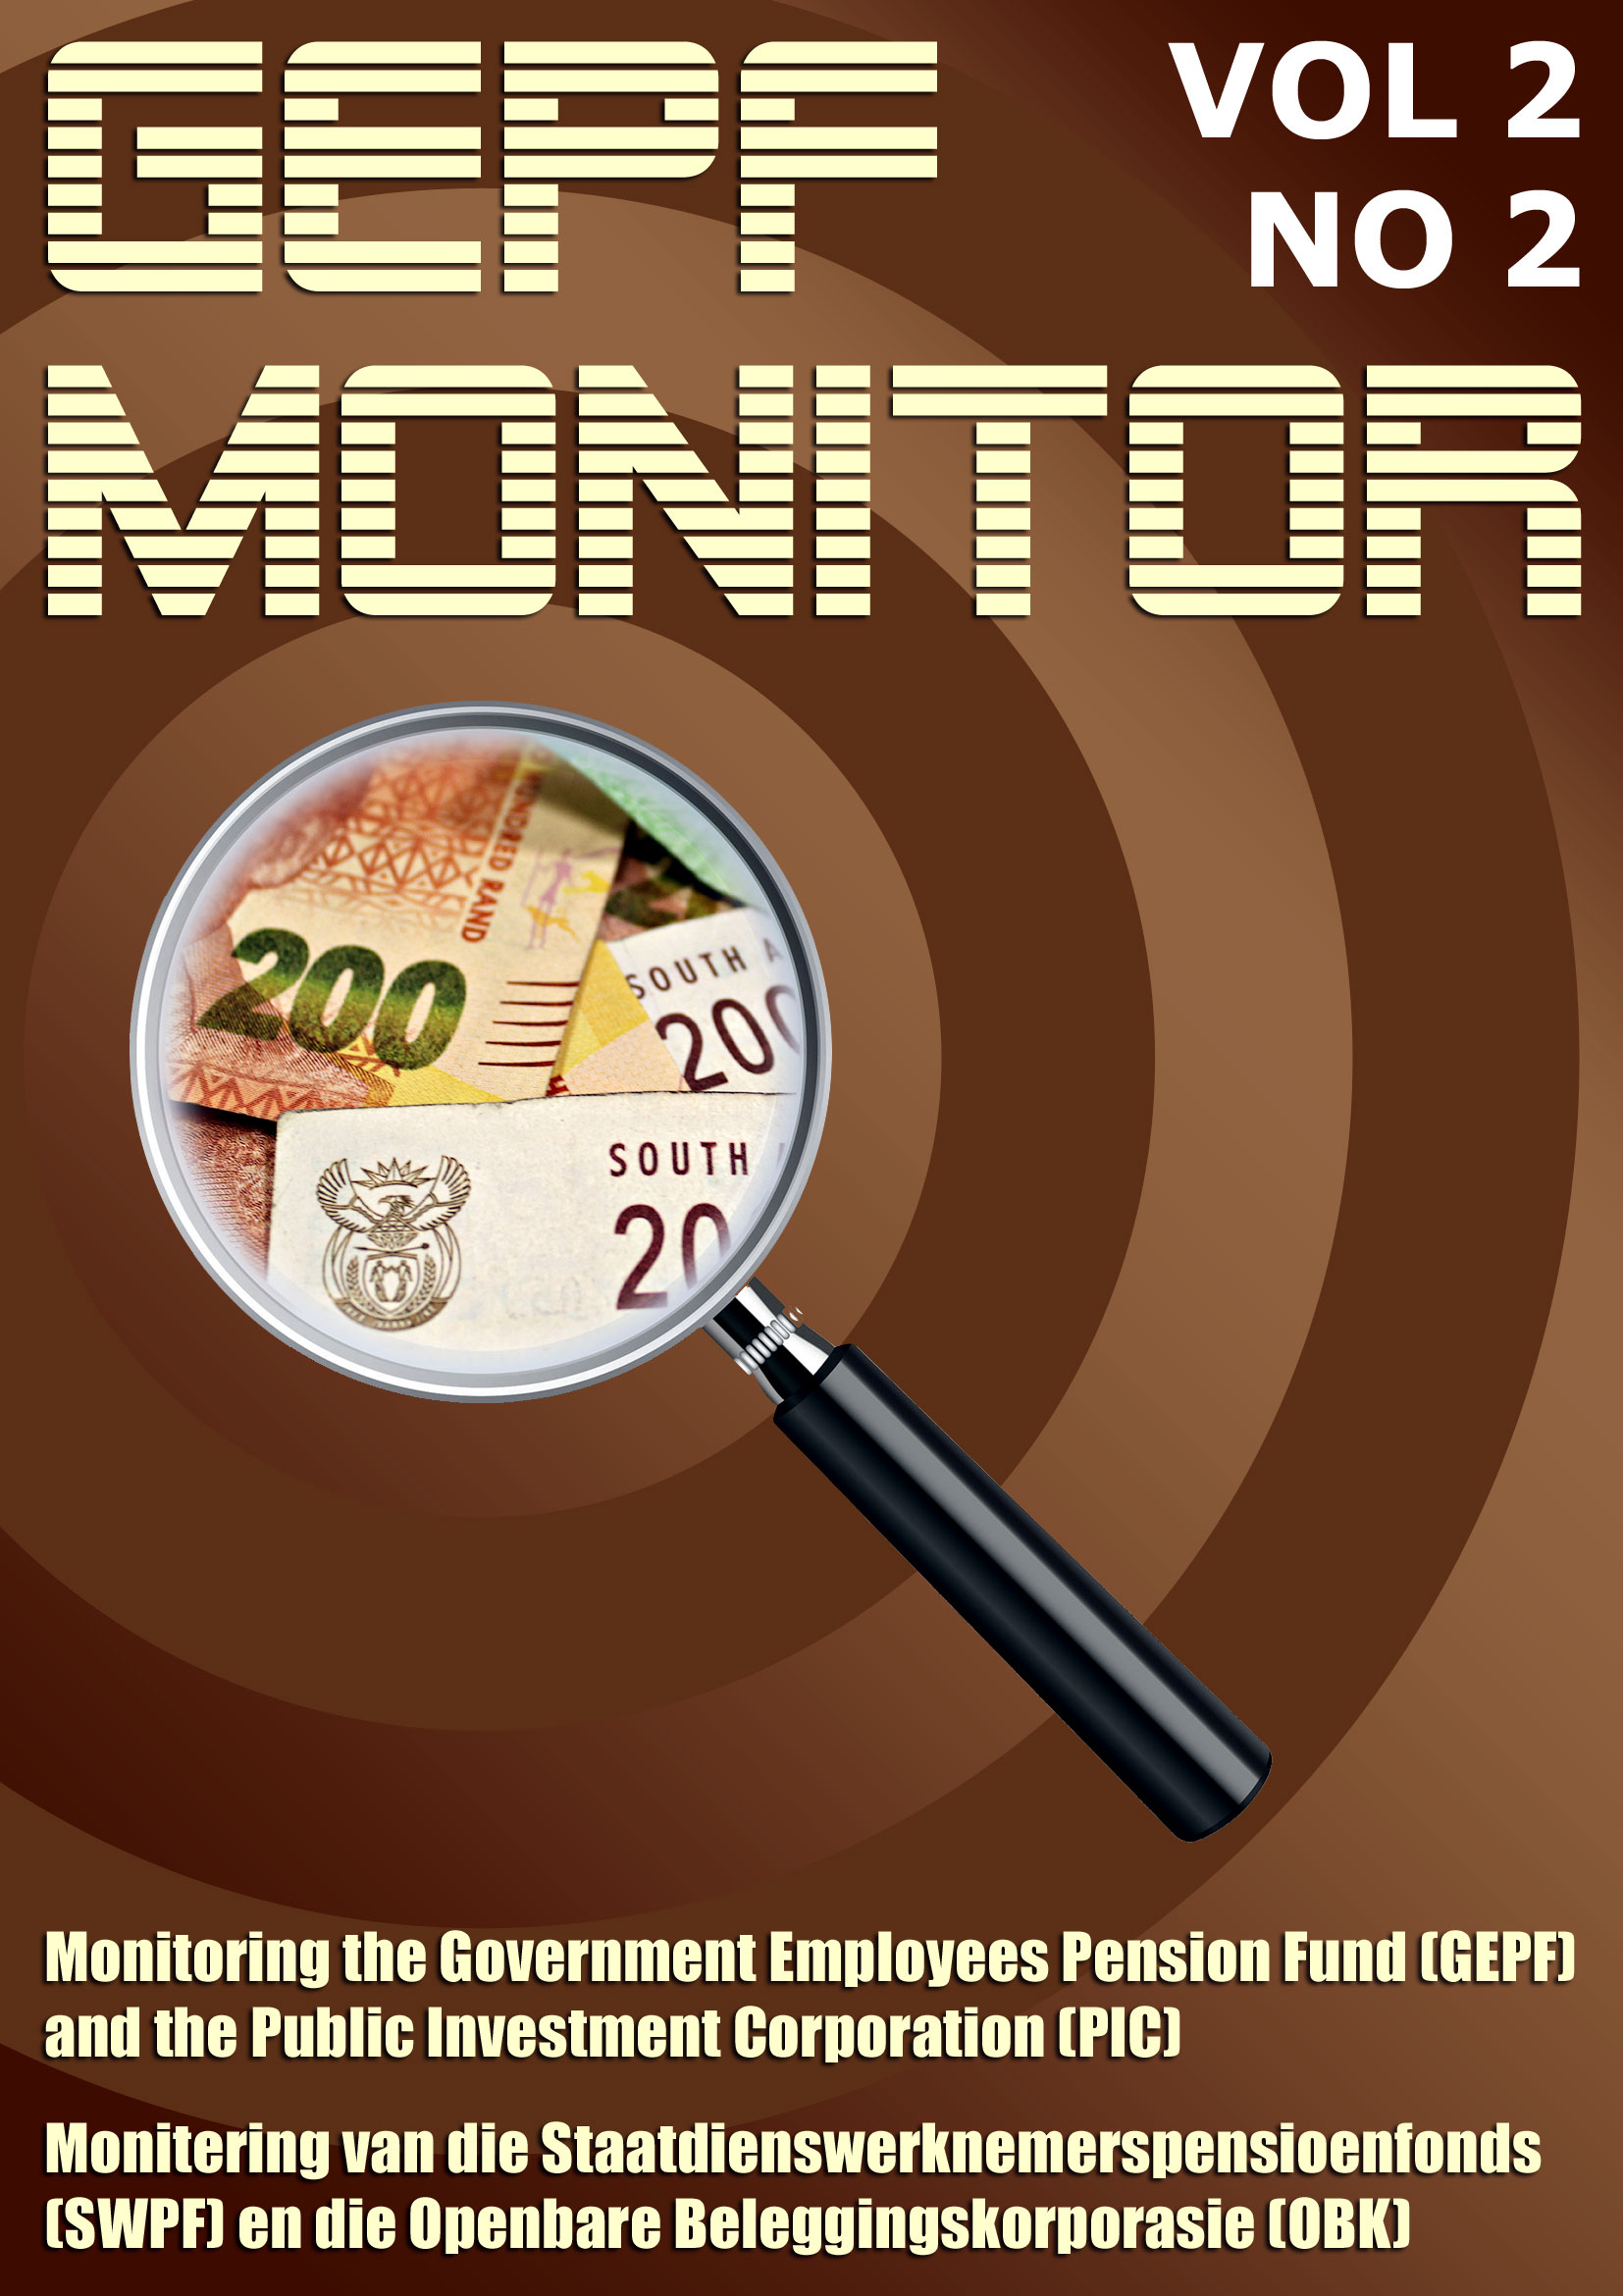 GEPF
VOL 2
NO 2
MONITOR
HUNDRED RAND
200
SOUTH
200
SOUTH
20
Monitoring the Government Employees Pension Fund (GEPF)
and the Public Investment Corporation (PIC)
Monitering van die Staatdienswerknemerspensioenfonds
(SWPF) en die Openbare Beleggingskorporasie (OBK)